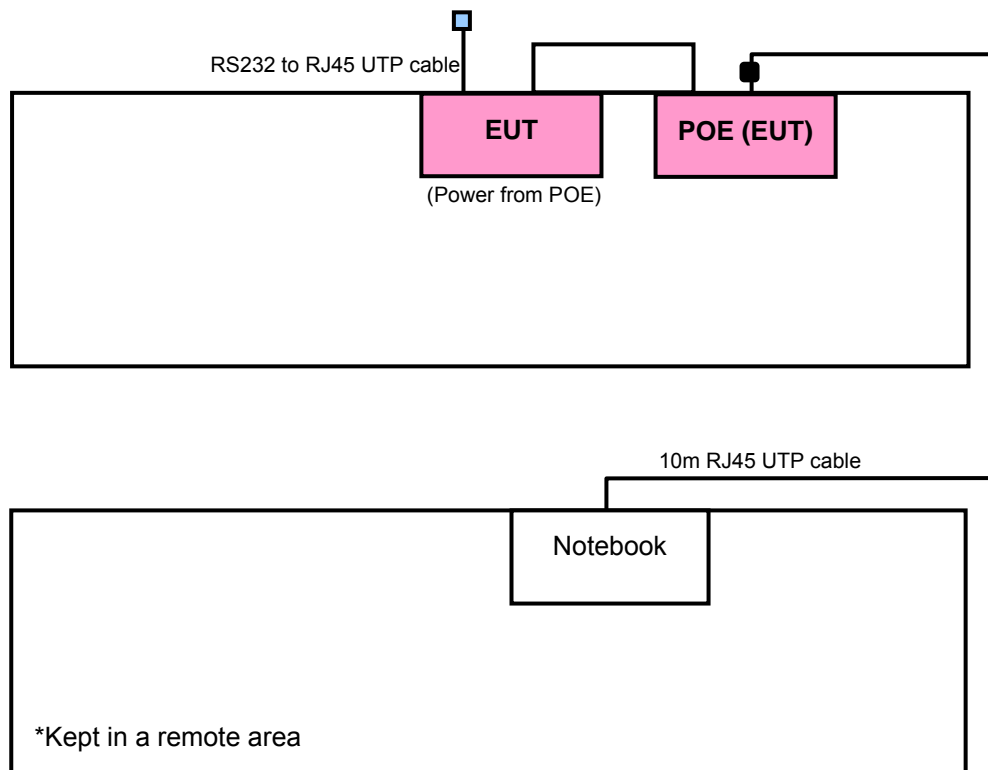 RS232 to RJ45 UTP cable
EUT
POE (EUT)
(Power from POE)
10m RJ45 UTP cable
Notebook
*Kept in a remote area